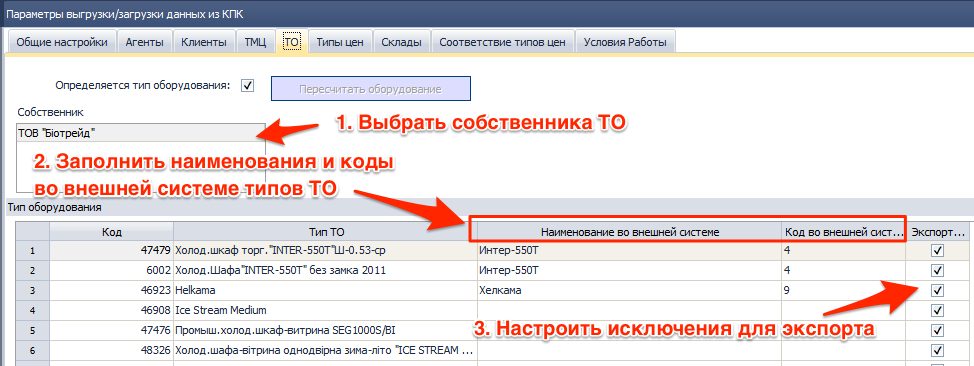 Параметры выгрузки/загрузки данных из КПК
Общие настройки Агенты Клиенты ТМЦ ТО Типы цен Склады Соответствие типов цен Условия Работы
Определяется тип оборудования: Пересчитать оборудование
Собственник
ТОВ "Біотрейд"
1. Выбрать собственника ТО
2. Заполнить наименования и коды
во внешней системе типов ТО
Тип оборудования
Код Тип ТО Наименование во внешней системе Код во внешней сист... Экспорт...
1 47479 Холод.шкаф торг."INTER-550T"Ш-0.53-ср Интер-550Т 4
2 6002 Холод.Шафа"INTER-550T" без замка 2011 Интер-550Т 4
3 46923 Helkama Хелкама 9
4 46908 Ice Stream Medium
3. Настроить исключения для экспорта
5 47476 Промыш.холод.шкаф-витрина SEG1000S/BI
6 48326 Холод.шафа-вітрина однодвірна зима-літо "ICE STREAM ...